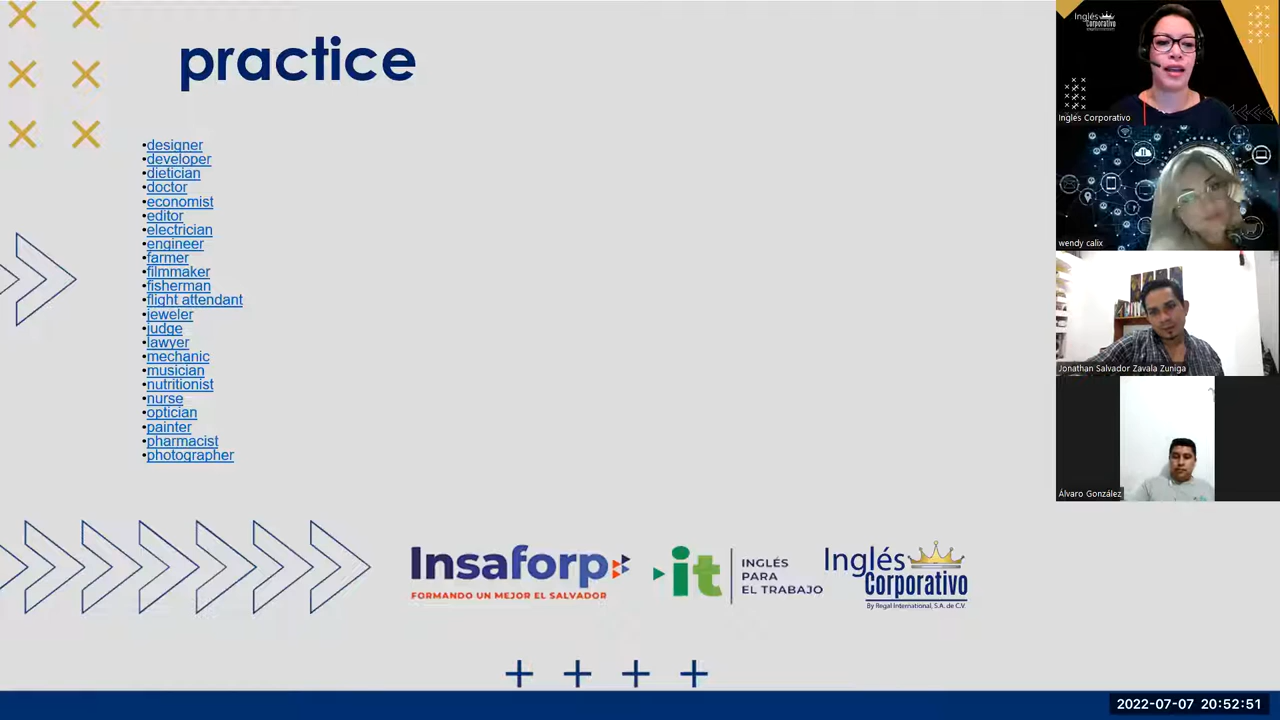 practice
•designer
•developer
•dietician
•doctor
•economist
•editor
•electrician
•engineer
•farmer
•filmmaker
•fisherman
•flight attendant
•jeweler
•judge
•lawyer
•mechanic
•musician
•nutritionist
•nurse
•optician
•painter
•pharmacist
•photographer
Insaforp
FORMANDO UN MEJOR EL SALVADOR
it
INGLÉS
PARA
EL TRABAJO
Inglés
Corporativo
By Regal International, S.A. de C.V.
Inglés
Corporativo
Inglés Corporativo
wendy calix
Jonathan Salvador Zavala Zuniga
Álvaro González
2022-07-07 20:52:51